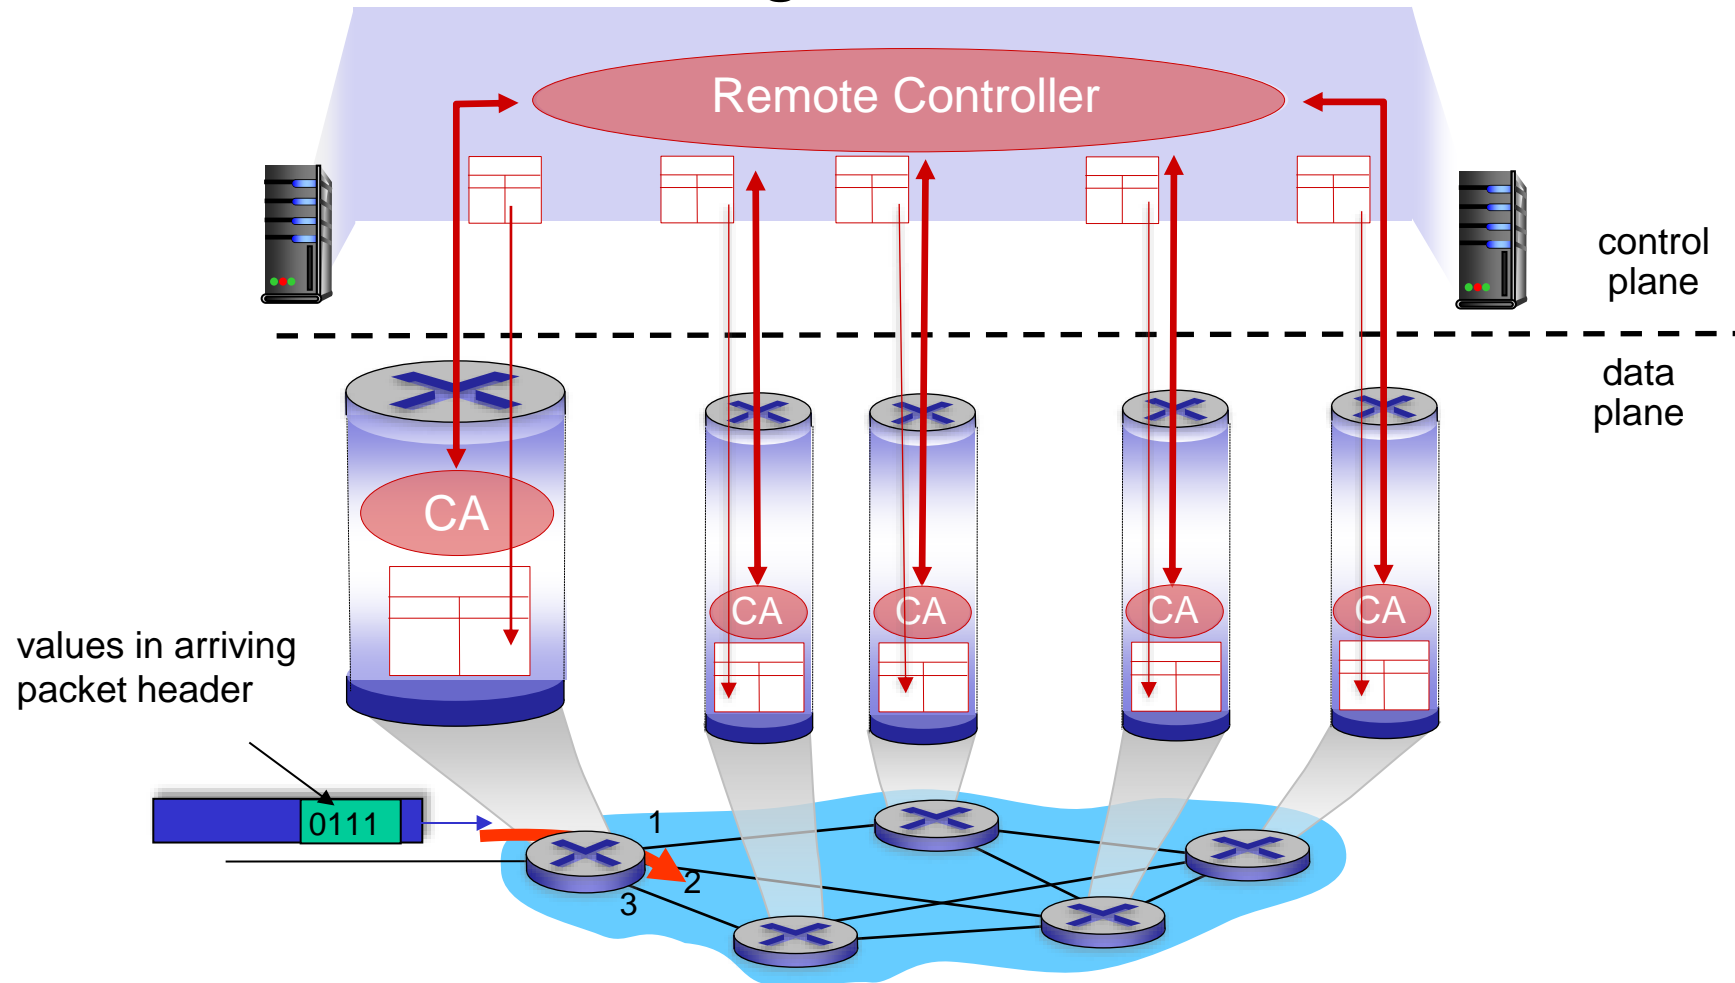 Remote Controller
control
plane
data
plane
CA
CA
CA
CA
CA
values in arriving
packet header
0111
1
2
3